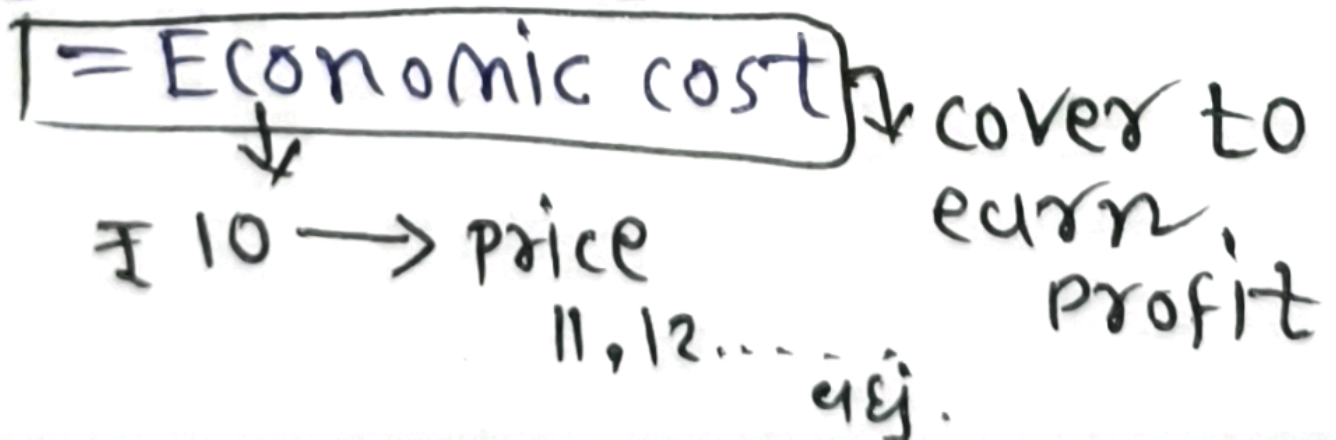 = Economic cost
cover to
earn
profit
₹ 10 → price
11, 12......
વધુ.